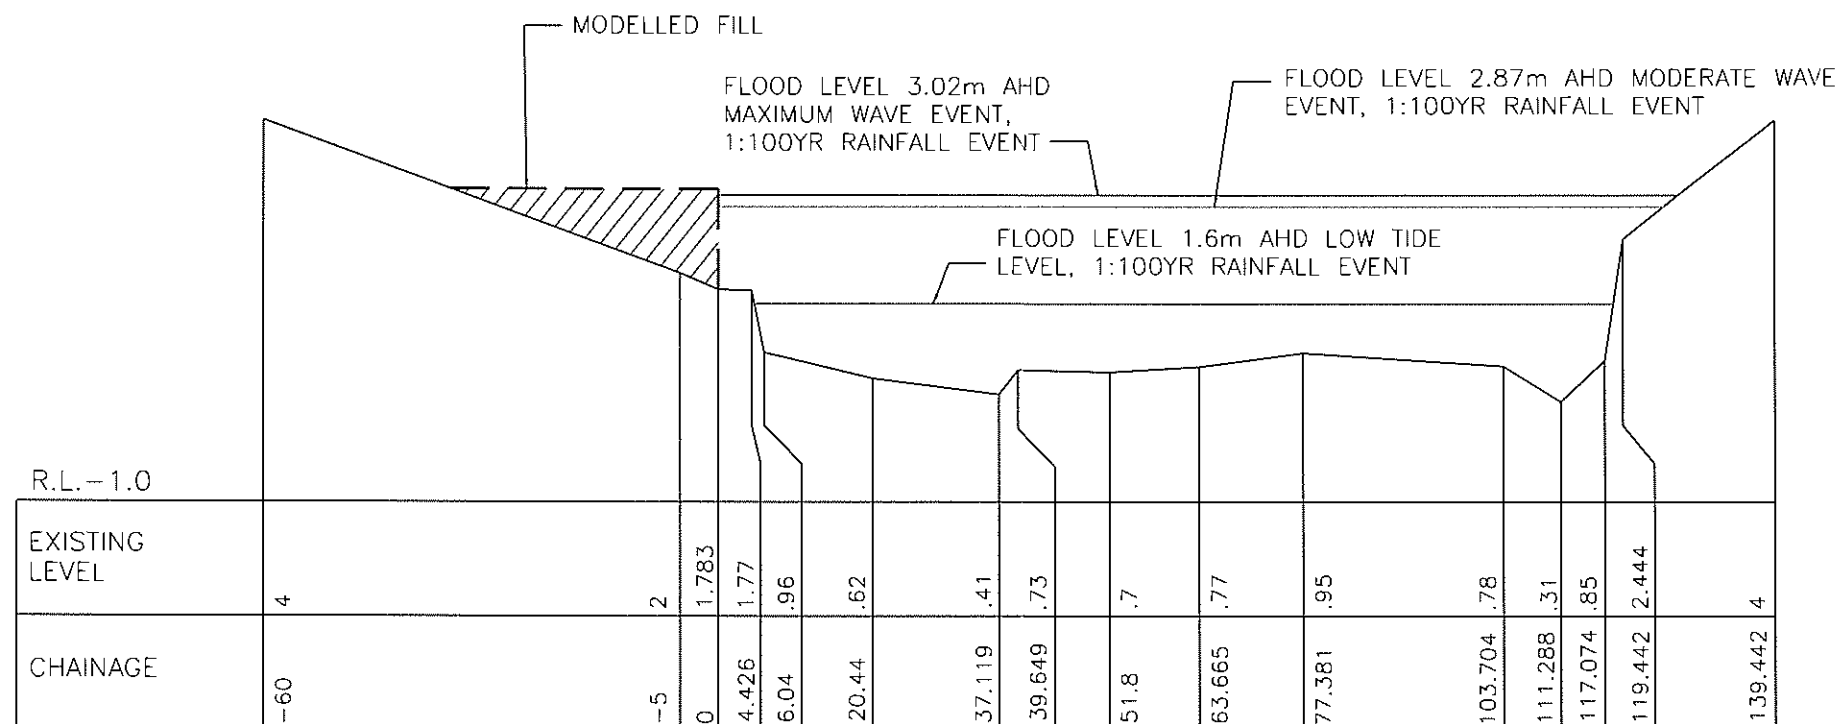 MODELLED FILL
FLOOD LEVEL 3.02m AHD
MAXIMUM WAVE EVENT,
1:100YR RAINFALL EVENT
FLOOD LEVEL 2.87m AHD MODERATE WAVE
EVENT, 1:100YR RAINFALL EVENT
FLOOD LEVEL 1.6m AHD LOW TIDE
LEVEL, 1:100YR RAINFALL EVENT
R.L.-1.0
EXISTING
LEVEL
4 2 1.783 1.77 .96 .62 .41 .73 .7 .77 .95 .78 .31 .85 2.444 4
CHAINAGE
-60 -5 0 4.426 6.04 20.44 37.119 39.649 51.8 63.665 77.381 103.704 111.288 117.074 119.442 139.442